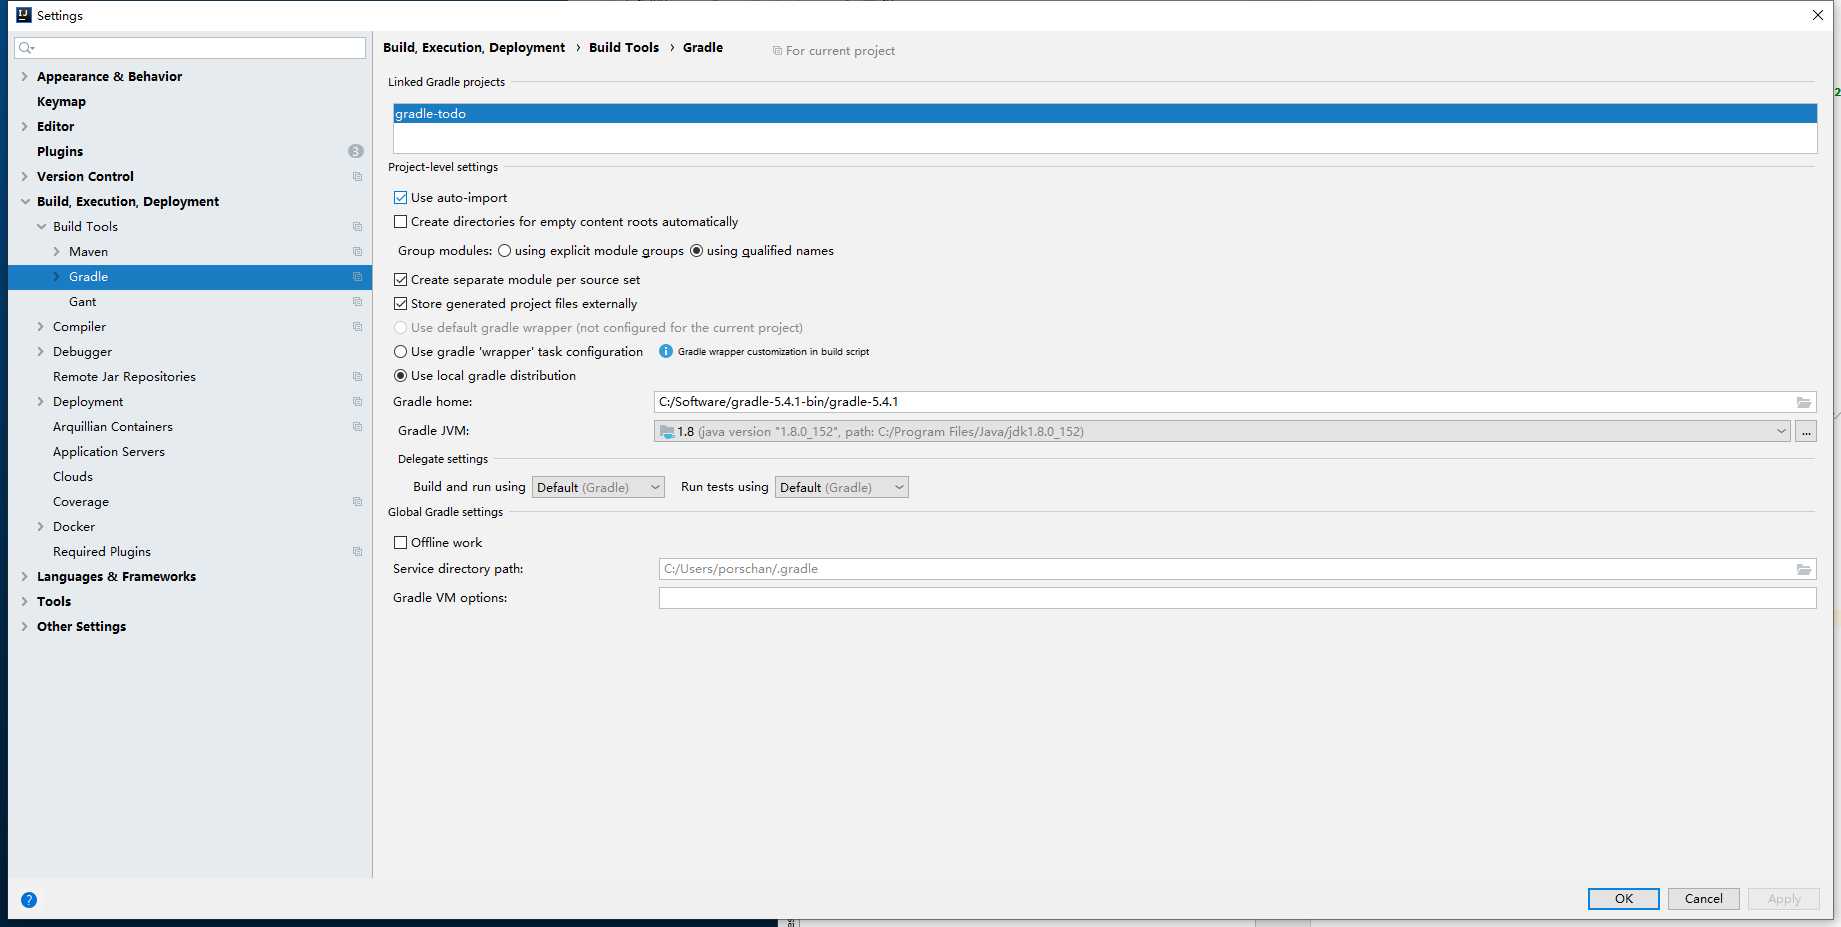 Settings
Appearance & Behavior
Keymap
Editor
Plugins 3
Version Control
Build, Execution, Deployment
Build Tools
Maven
Gradle
Gant
Compiler
Debugger
Remote Jar Repositories
Deployment
Arquillian Containers
Application Servers
Clouds
Coverage
Docker
Required Plugins
Languages & Frameworks
Tools
Other Settings
Build, Execution, Deployment › Build Tools › Gradle For current project
Linked Gradle projects
gradle-todo
Project-level settings
Use auto-import
Create directories for empty content roots automatically
Group modules: using explicit module groups using qualified names
Create separate module per source set
Store generated project files externally
Use default gradle wrapper (not configured for the current project)
Use gradle 'wrapper' task configuration Gradle wrapper customization in build script
Use local gradle distribution
Gradle home: C:/Software/gradle-5.4.1-bin/gradle-5.4.1
Gradle JVM: 1.8 (java version "1.8.0_152", path: C:/Program Files/Java/jdk1.8.0_152) ...
Delegate settings
Build and run using Default (Gradle) Run tests using Default (Gradle)
Global Gradle settings
Offline work
Service directory path: C:/Users/porschan/.gradle
Gradle VM options:
? OK Cancel Apply